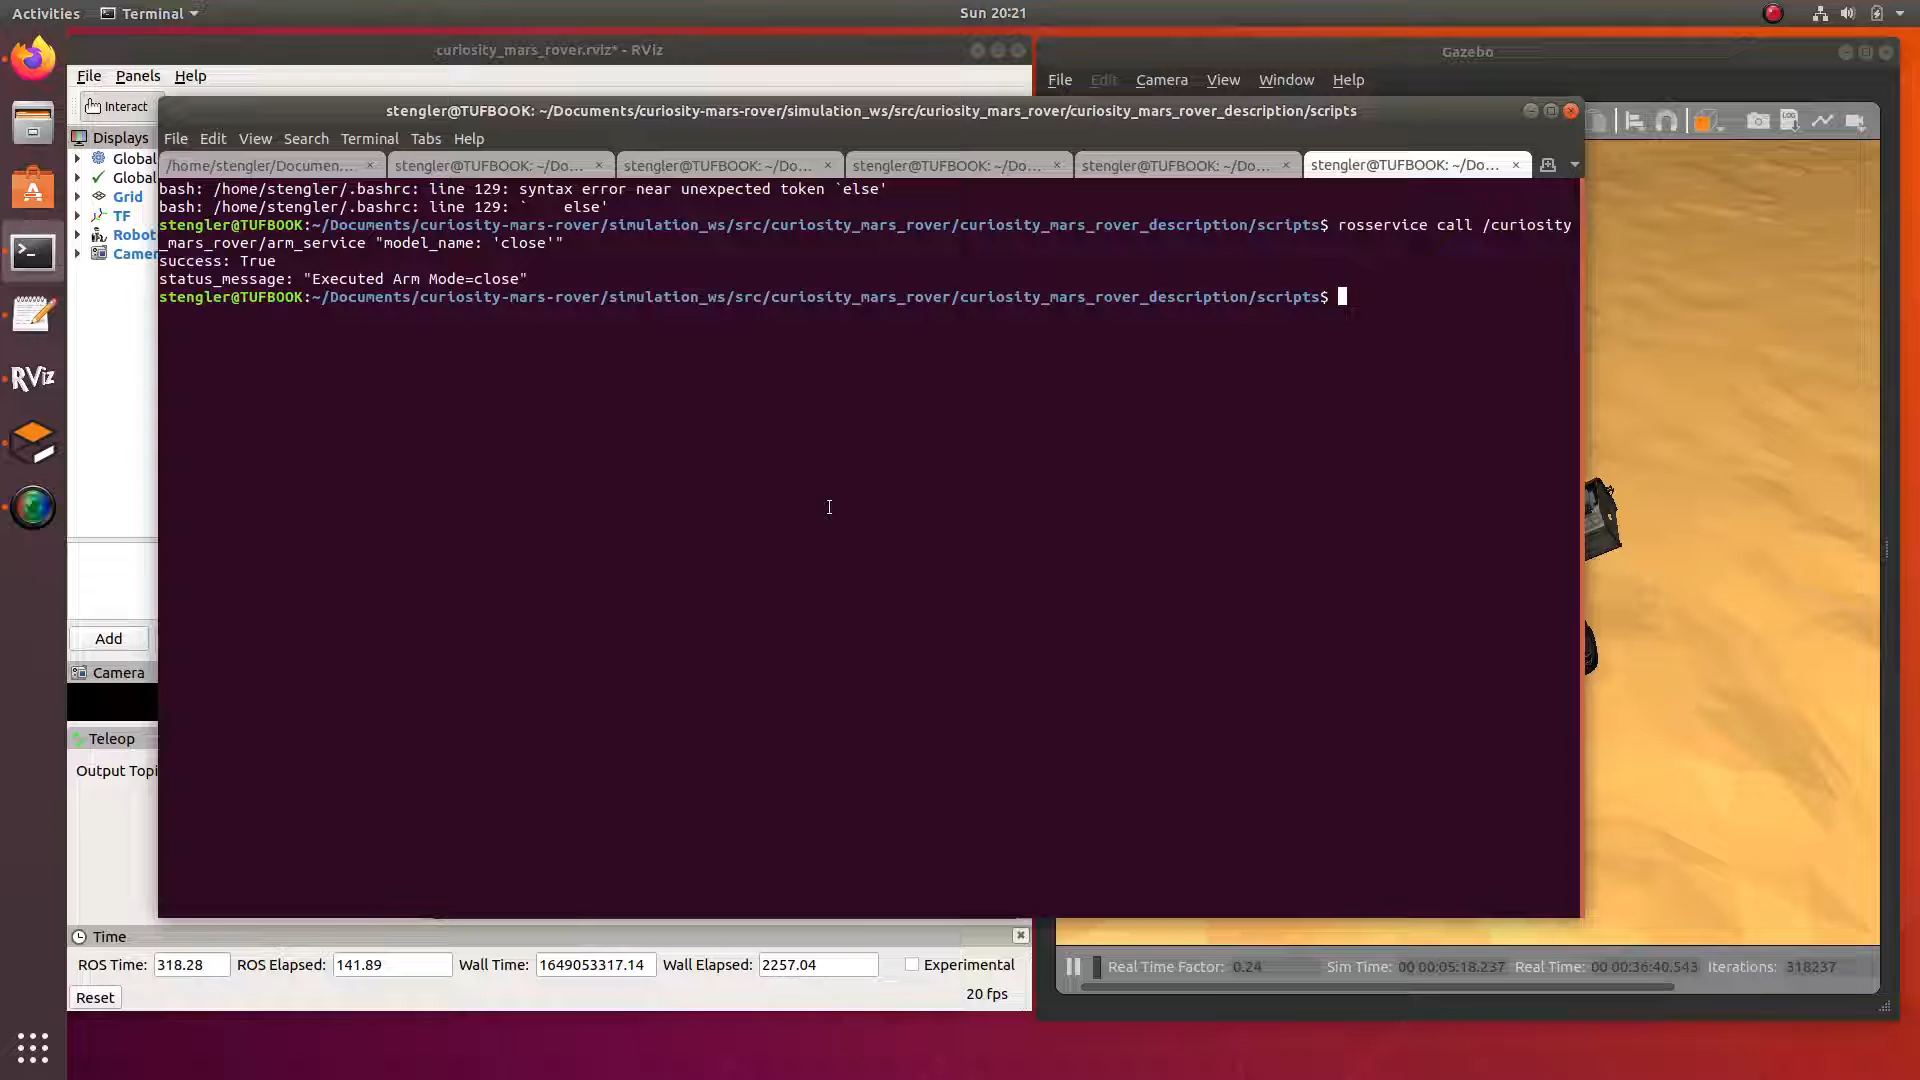 Activities
Terminal
Sun 20:21
curiosity_mars_rover.rviz* - RViz
Gazebo
File Panels Help
File Edit Camera View Window Help
Interact
stengler@TUFBOOK: ~/Documents/curiosity-mars-rover/simulation_ws/src/curiosity_mars_rover/curiosity_mars_rover_description/scripts
File Edit View Search Terminal Tabs Help
/home/stengler/Documen...
stengler@TUFBOOK: ~/Do...
stengler@TUFBOOK: ~/Do...
stengler@TUFBOOK: ~/Do...
stengler@TUFBOOK: ~/Do...
stengler@TUFBOOK: ~/Do...
Displays
Global
Global
Grid
TF
Robot
Camer
bash: /home/stengler/.bashrc: line 129: syntax error near unexpected token `else'
bash: /home/stengler/.bashrc: line 129: `    else'
stengler@TUFBOOK:~/Documents/curiosity-mars-rover/simulation_ws/src/curiosity_mars_rover/curiosity_mars_rover_description/scripts$ rosservice call /curiosity
_mars_rover/arm_service "model_name: 'close'"
success: True
status_message: "Executed Arm Mode=close"
stengler@TUFBOOK:~/Documents/curiosity-mars-rover/simulation_ws/src/curiosity_mars_rover/curiosity_mars_rover_description/scripts$
RViz
Add
Camera
Teleop
Output Topi
Time
ROS Time: 318.28 ROS Elapsed: 141.89 Wall Time: 1649053317.14 Wall Elapsed: 2257.04 Experimental
Reset
20 fps
Real Time Factor: 0.24 Sim Time: 00 00:05:18.237 Real Time: 00 00:36:40.543 Iterations: 318237